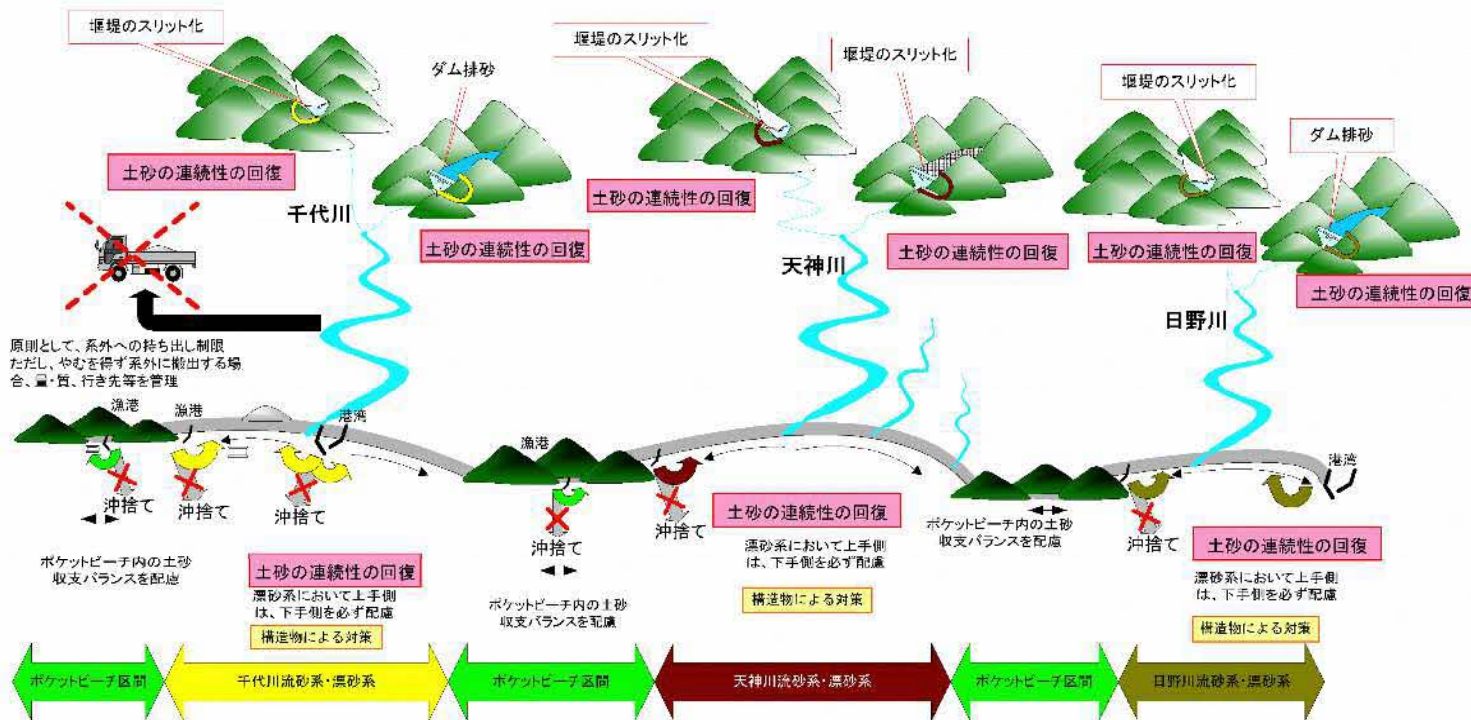 堰堤のスリット化
ダム排砂
土砂の連続性の回復
千代川
土砂の連続性の回復
原則として、系外への持ち出し制限
ただし、やむを得ず系外に搬出する場
合、量・質、行き先等を管理
堰堤のスリット化
堰堤のスリット化
土砂の連続性の回復
天神川
土砂の連続性の回復
堰堤のスリット化
ダム排砂
土砂の連続性の回復
日野川
土砂の連続性の回復
漁港
漁港
港湾
沖捨て
沖捨て
沖捨て
ポケットビーチ内の土砂
収支バランスを配慮
土砂の連続性の回復
漂砂系において上手側
は、下手側を必ず配慮
構造物による対策
漁港
沖捨て
沖捨て
ポケットビーチ内の土砂
収支バランスを配慮
土砂の連続性の回復
漂砂系において上手側
は、下手側を必ず配慮
構造物による対策
ポケットビーチ内の土砂
収支バランスを配慮
港湾
沖捨て
土砂の連続性の回復
漂砂系において上手側
は、下手側を必ず配慮
構造物による対策
ポケットビーチ区間
千代川流砂系・漂砂系
ポケットビーチ区間
天神川流砂系・漂砂系
ポケットビーチ区間
日野川流砂系・漂砂系